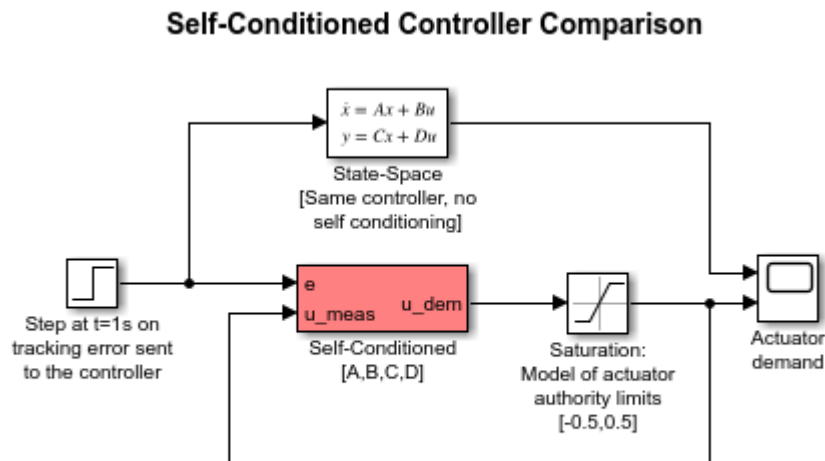 Self-Conditioned Controller Comparison
ẋ = Ax + Bu
y = Cx + Du
State-Space
[Same controller, no
self conditioning]
Step at t=1s on
tracking error sent
to the controller
e
u_meas
u_dem
Self-Conditioned
[A,B,C,D]
Saturation:
Model of actuator
authority limits
[-0.5,0.5]
Actuator
demand